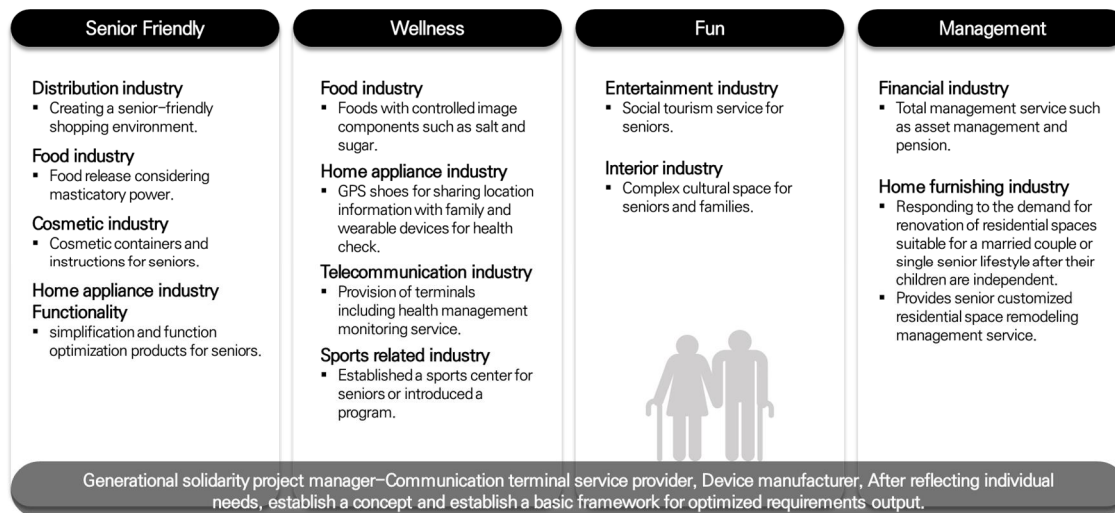 Senior Friendly
Distribution industry
▪ Creating a senior-friendly
shopping environment.
Food industry
▪ Food release considering
masticatory power.
Cosmetic industry
▪ Cosmetic containers and
instructions for seniors.
Home appliance industry
Functionality
▪ simplification and function
optimization products for seniors.
Wellness
Food industry
▪ Foods with controlled image
components such as salt and
sugar.
Home appliance industry
▪ GPS shoes for sharing location
information with family and
wearable devices for health
check.
Telecommunication industry
▪ Provision of terminals
including health management
monitoring service.
Sports related industry
▪ Established a sports center for
seniors or introduced a
program.
Fun
Entertainment industry
▪ Social tourism service for
seniors.
Interior industry
▪ Complex cultural space for
seniors and families.
Management
Financial industry
▪ Total management service such
as asset management and
pension.
Home furnishing industry
▪ Responding to the demand for
renovation of residential spaces
suitable for a married couple or
single senior lifestyle after their
children are independent.
▪ Provides senior customized
residential space remodeling
management service.
Generational solidarity project manager-Communication terminal service provider, Device manufacturer, After reflecting individual
needs, establish a concept and establish a basic framework for optimized requirements output.